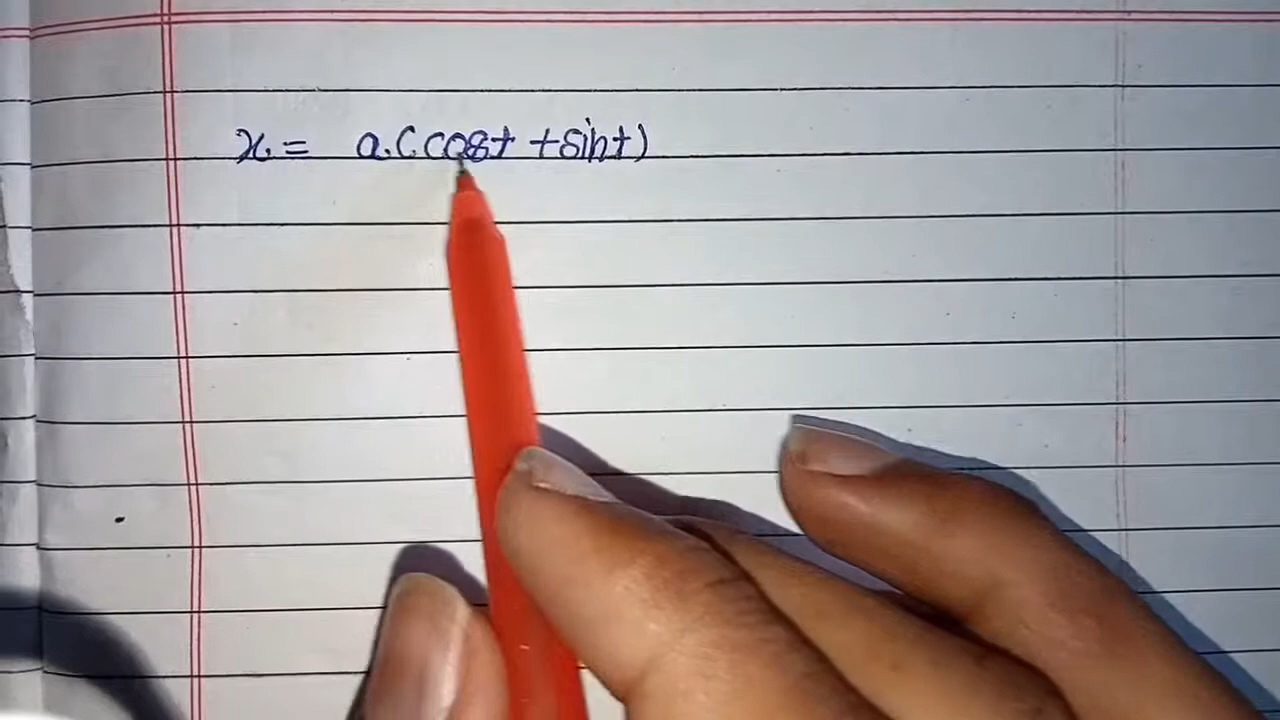 x = a(cost + sint)